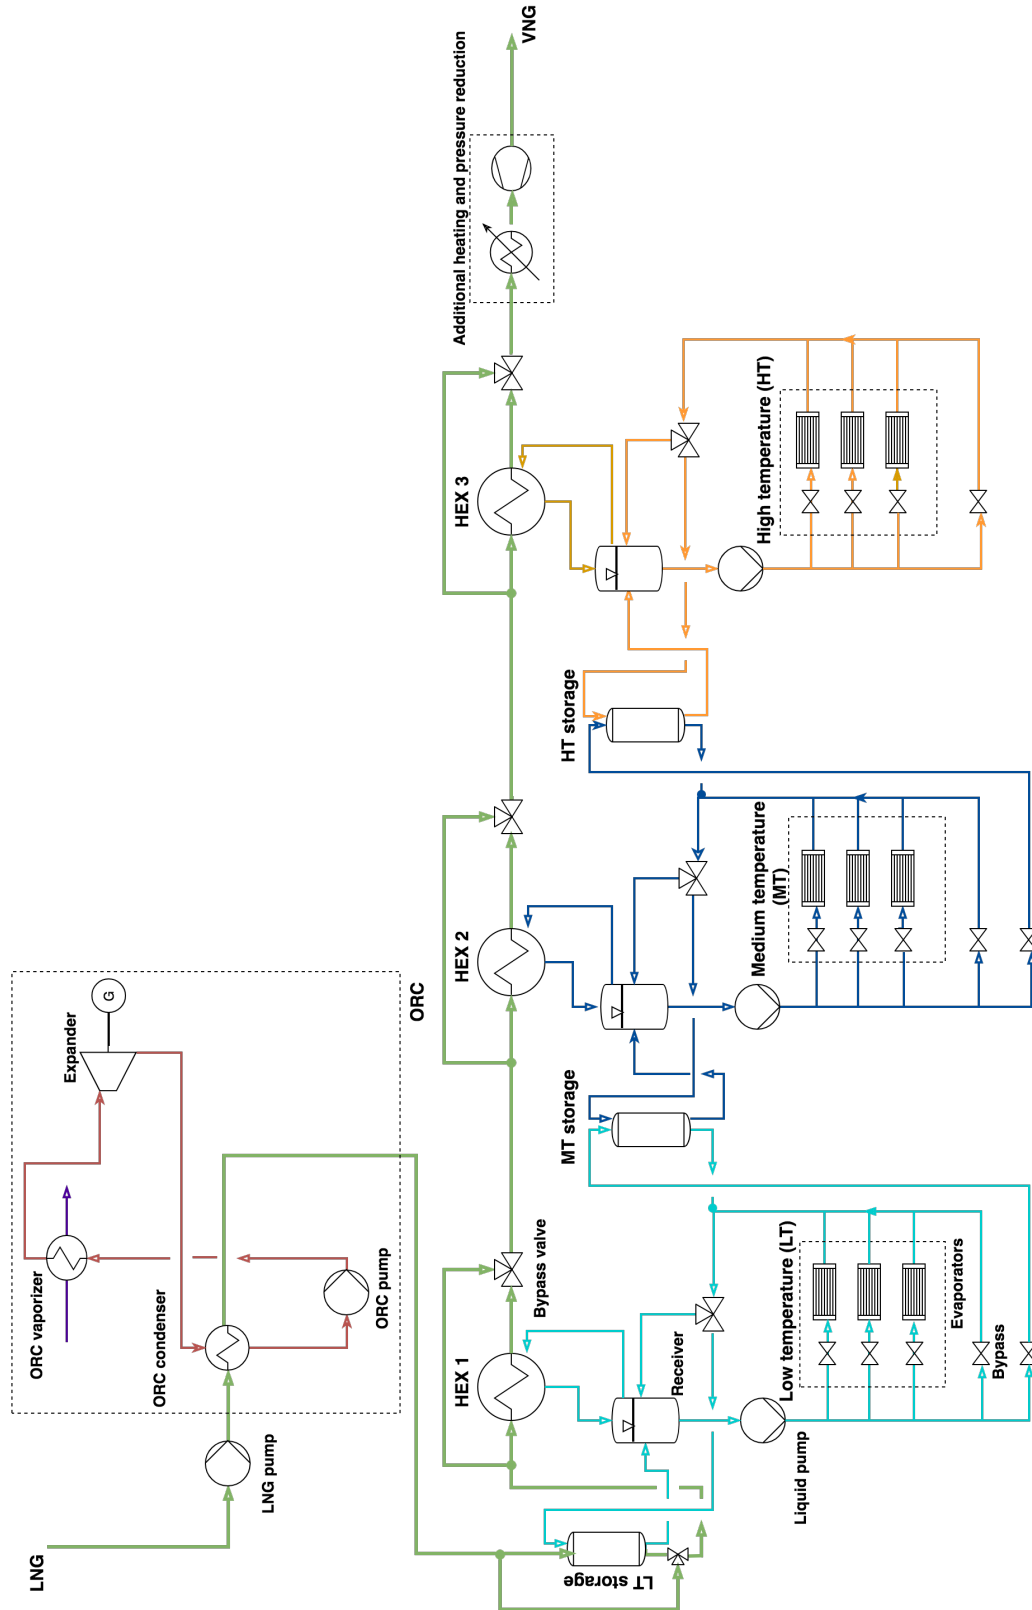 LNG
LNG pump
ORC condenser
ORC vaporizer
Expander
G
ORC pump
ORC
LT storage
HEX 1
Bypass valve
Receiver
Liquid pump
Low temperature (LT)
Evaporators
Bypass
MT storage
HEX 2
Medium temperature
(MT)
HT storage
HEX 3
High temperature (HT)
Additional heating and pressure reduction
VNG